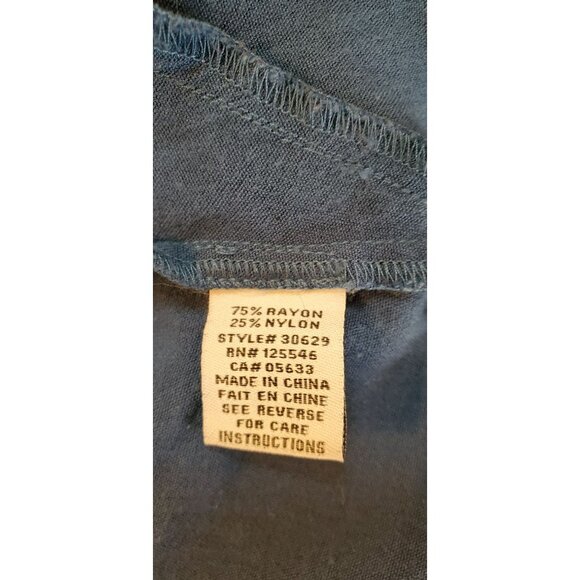 75% RAYON
25% NYLON
STYLE# 30629
RN# 125546
CA# 05633
MADE IN CHINA
FAIT EN CHINE
SEE REVERSE
FOR CARE
INSTRUCTIONS